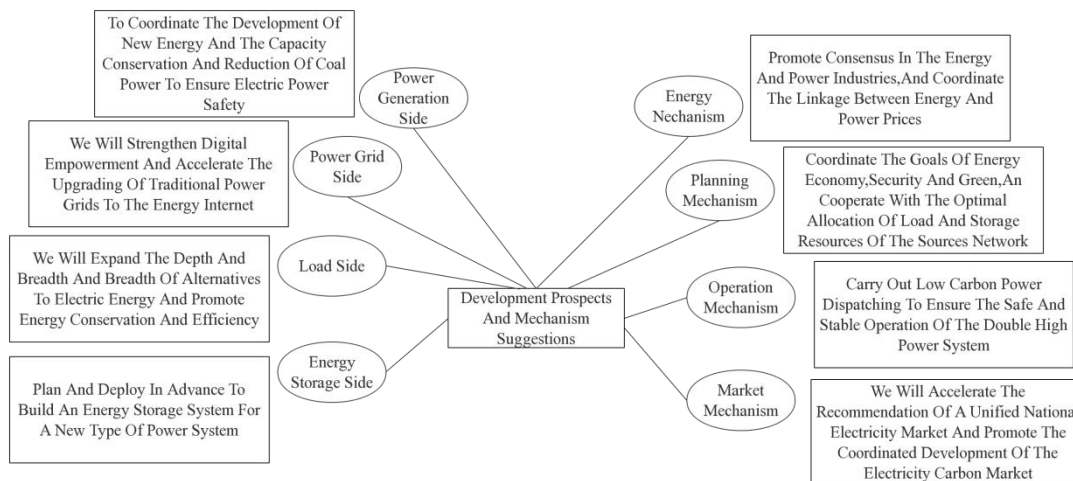 To Coordinate The Development Of
New Energy And The Capacity
Conservation And Reduction Of Coal
Power To Ensure Electric Power
Safety
Power
Generation
Side
We Will Strengthen Digital
Empowerment And Accelerate The
Upgrading Of Traditional Power
Grids To The Energy Internet
Power Grid
Side
We Will Expand The Depth And
Breadth And Breadth Of Alternatives
To Electric Energy And Promote
Energy Conservation And Efficiency
Load Side
Plan And Deploy In Advance To
Build An Energy Storage System For
A New Type Of Power System
Energy
Storage Side
Development Prospects
And Mechanism
Suggestions
Energy
Nechanism
Promote Consensus In The Energy
And Power Industries,And Coordinate
The Linkage Between Energy And
Power Prices
Planning
Mechanism
Coordinate The Goals Of Energy
Economy,Security And Green,An
Cooperate With The Optimal
Allocation Of Load And Storage
Resources Of The Sources Network
Operation
Mechanism
Carry Out Low Carbon Power
Dispatching To Ensure The Safe And
Stable Operation Of The Double High
Power System
Market
Mechanism
We Will Accelerate The
Recommendation Of A Unified Nationa
Electricity Market And Promote The
Coordinated Development Of The
Electricity Carbon Market